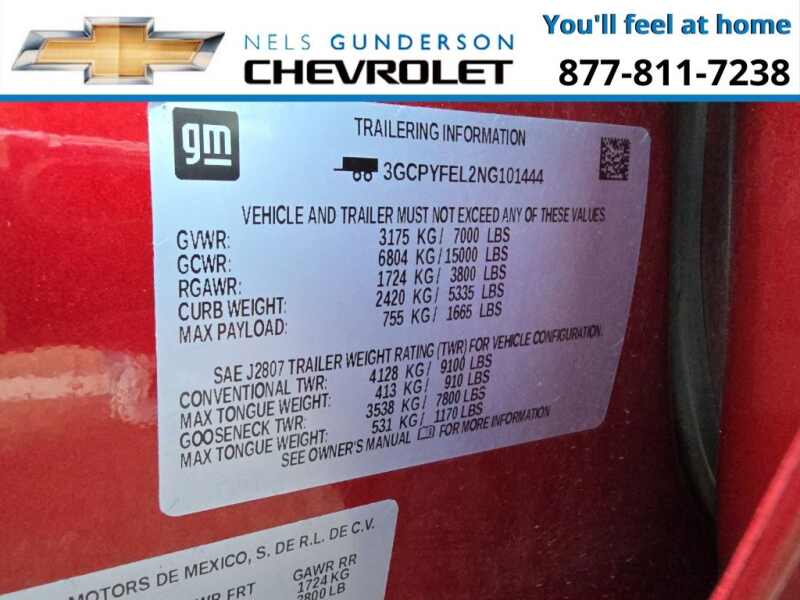 NELS GUNDERSON
CHEVROLET
You'll feel at home
877-811-7238
gm
TRAILERING INFORMATION
3GCPYFEL2NG101444
VEHICLE AND TRAILER MUST NOT EXCEED ANY OF THESE VALUES
GVWR: 3175 KG/ 7000 LBS
GCWR: 6804 KG/15000 LBS
RGAWR: 1724 KG/ 3800 LBS
CURB WEIGHT: 2420 KG/ 5335 LBS
MAX PAYLOAD: 755 KG/ 1665 LBS
SAE J2807 TRAILER WEIGHT RATING (TWR) FOR VEHICLE CONFIGURATION.
CONVENTIONAL TWR: 4128 KG/ 9100 LBS
MAX TONGUE WEIGHT: 413 KG/ 910 LBS
GOOSENECK TWR: 3538 KG/ 7800 LBS
MAX TONGUE WEIGHT: 531 KG/ 1170 LBS
SEE OWNER'S MANUAL FOR MORE INFORMATION
MOTORS DE MEXICO, S. DE R.L. DE C.V.
WR FRT GAWR RR
1724 KG
3800 LB